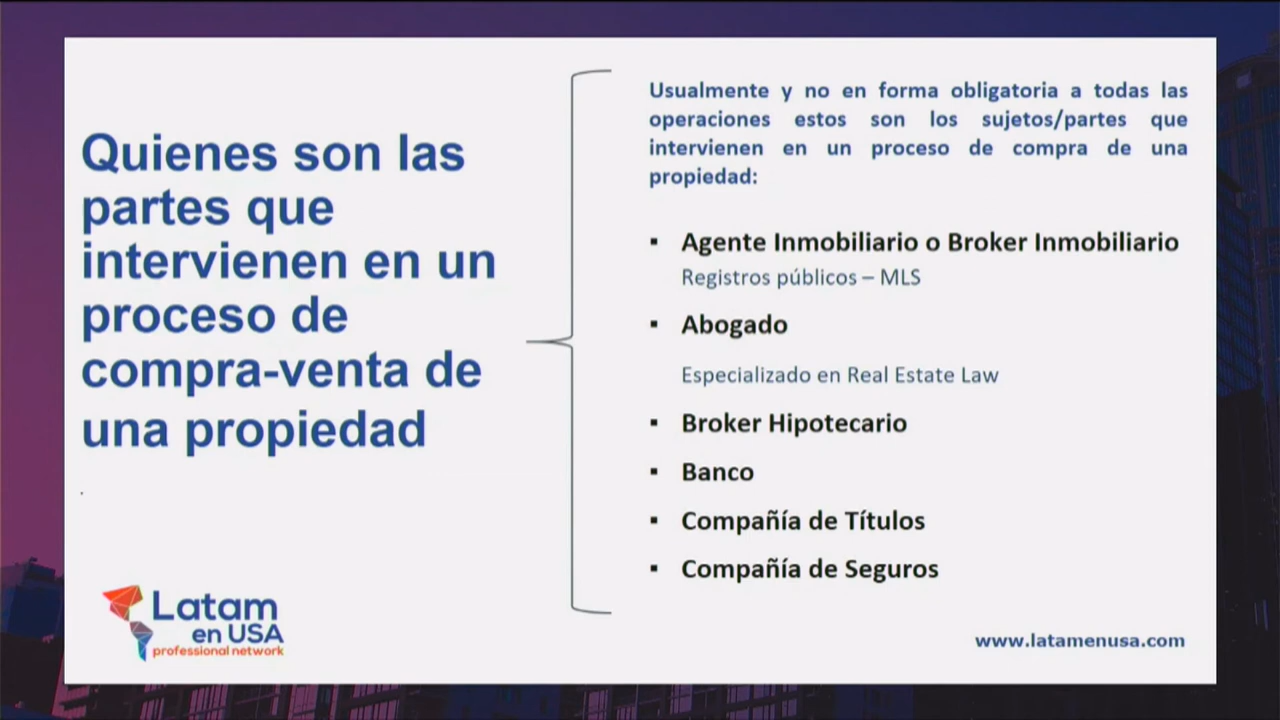 Quienes son las
partes que
intervienen en un
proceso de
compra-venta de
una propiedad
.
Usualmente y no en forma obligatoria a todas las
operaciones estos son los sujetos/partes que
intervienen en un proceso de compra de una
propiedad:
▪ Agente Inmobiliario o Broker Inmobiliario
Registros públicos – MLS
▪ Abogado
Especializado en Real Estate Law
▪ Broker Hipotecario
▪ Banco
▪ Compañía de Títulos
▪ Compañía de Seguros
Latam
en USA
professional network
www.latamenusa.com